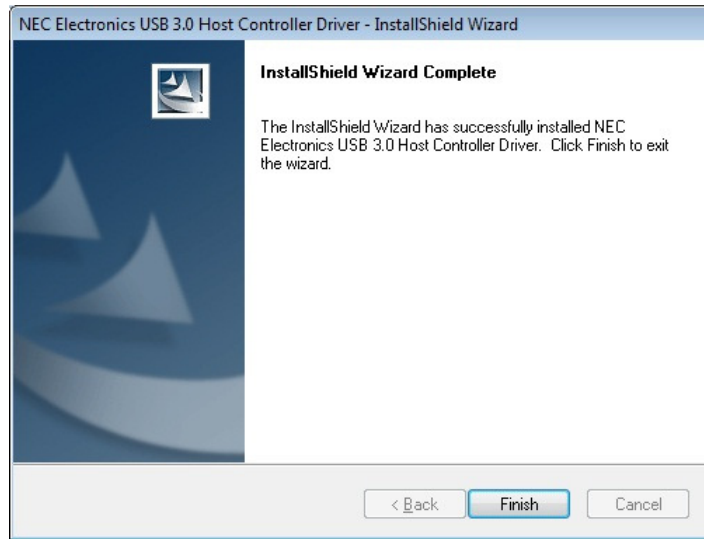 NEC Electronics USB 3.0 Host Controller Driver - InstallShield Wizard
InstallShield Wizard Complete
The InstallShield Wizard has successfully installed NEC
Electronics USB 3.0 Host Controller Driver. Click Finish to exit
the wizard.
< Back
Finish
Cancel